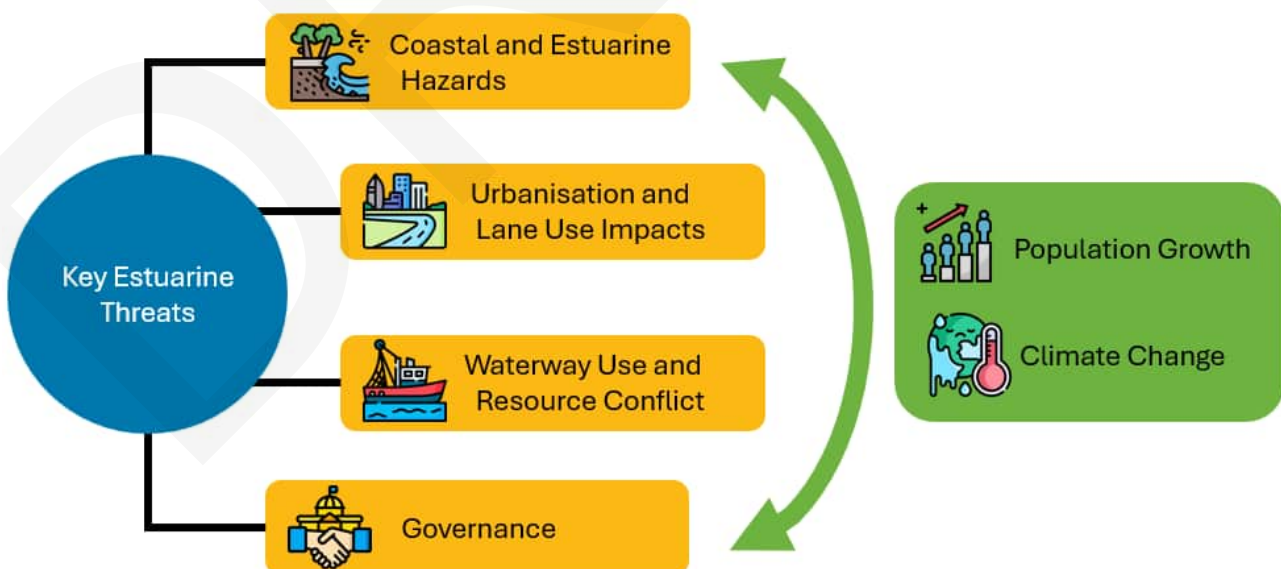 Coastal and Estuarine
Hazards
Urbanisation and
Lane Use Impacts
Key Estuarine
Threats
Waterway Use and
Resource Conflict
Governance
Population Growth
Climate Change